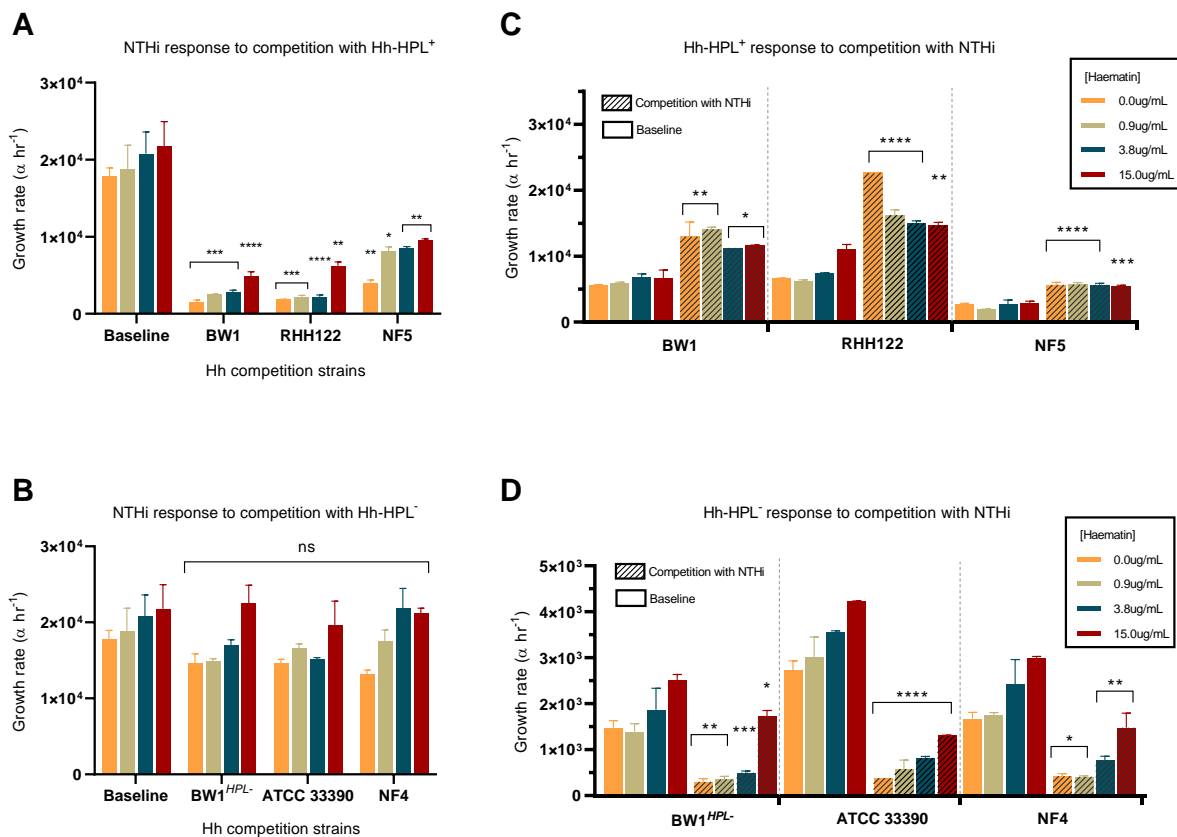 A
NTHi response to competition with Hh-HPL⁺
Growth rate (α hr⁻¹)
3×10⁴
2×10⁴
1×10⁴
0
***
****
***
****
**
**
*
**
Baseline
BW1
RHH122
NF5
Hh competition strains
C
Hh-HPL⁺ response to competition with NTHi
Growth rate (α hr⁻¹)
3×10⁴
2×10⁴
1×10⁴
0
Competition with NTHi
Baseline
**
*
****
**
****
***
BW1
RHH122
NF5
[Haematin]
0.0ug/mL
0.9ug/mL
3.8ug/mL
15.0ug/mL
B
NTHi response to competition with Hh-HPL⁻
Growth rate (α hr⁻¹)
3×10⁴
2×10⁴
1×10⁴
0
ns
Baseline
BW1ᴴᴾᴸ⁻
ATCC 33390
NF4
Hh competition strains
D
Hh-HPL⁻ response to competition with NTHi
Growth rate (α hr⁻¹)
5×10³
4×10³
3×10³
2×10³
1×10³
0
Competition with NTHi
Baseline
**
***
*
****
*
**
BW1ᴴᴾᴸ⁻
ATCC 33390
NF4
[Haematin]
0.0ug/mL
0.9ug/mL
3.8ug/mL
15.0ug/mL